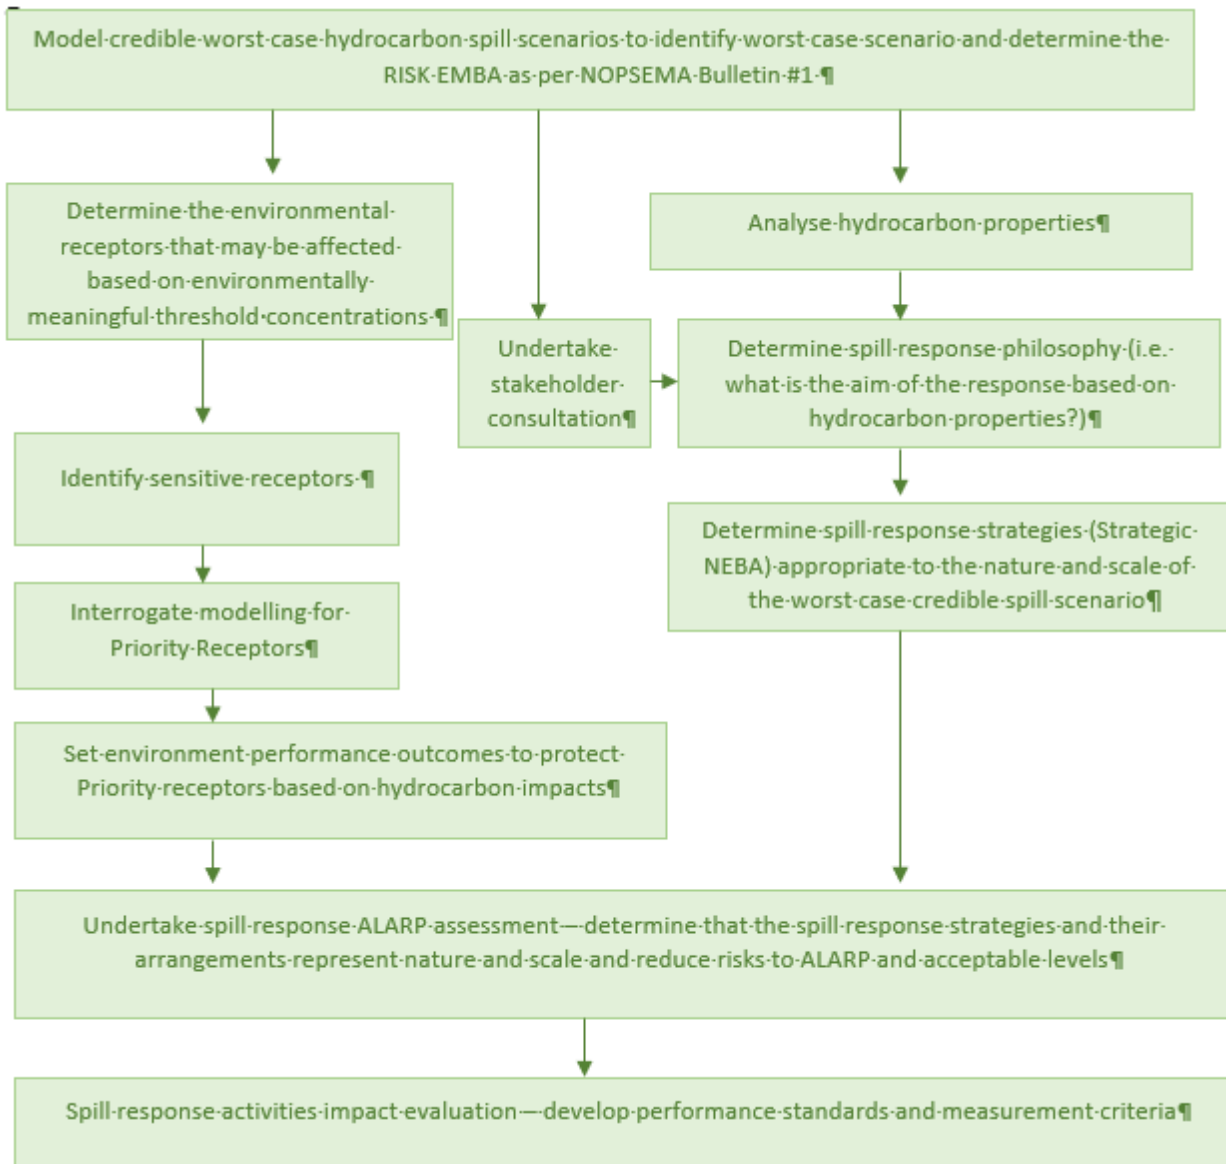 Model·credible·worst·case·hydrocarbon·spill·scenarios·to·identify·worst·case·scenario·and·determine·the·
RISK·EMBA·as·per·NOPSEMA·Bulletin·#1·¶
Determine·the·environmental·
receptors·that·may·be·affected·
based·on·environmentally·
meaningful·threshold·concentrations·¶
Analyse·hydrocarbon·properties¶
Undertake·
stakeholder·
consultation¶
Determine·spill·response·philosophy·(i.e.·
what·is·the·aim·of·the·response·based·on·
hydrocarbon·properties?)¶
Identify·sensitive·receptors·¶
Determine·spill·response·strategies·(Strategic·
NEBA)·appropriate·to·the·nature·and·scale·of·
the·worst·case·credible·spill·scenario¶
Interrogate·modelling·for·
Priority·Receptors¶
Set·environment·performance·outcomes·to·protect·
Priority·receptors·based·on·hydrocarbon·impacts¶
Undertake·spill·response·ALARP·assessment·–·determine·that·the·spill·response·strategies·and·their·
arrangements·represent·nature·and·scale·and·reduce·risks·to·ALARP·and·acceptable·levels¶
Spill·response·activities·impact·evaluation·–·develop·performance·standards·and·measurement·criteria¶